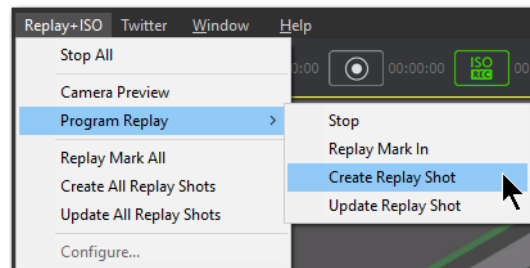 Replay+ISO Twitter Window Help
Stop All
0:00 00:00:00 ISO REC 00
Camera Preview
Program Replay
Stop
Replay Mark In
Create Replay Shot
Update Replay Shot
Replay Mark All
Create All Replay Shots
Update All Replay Shots
Configure...